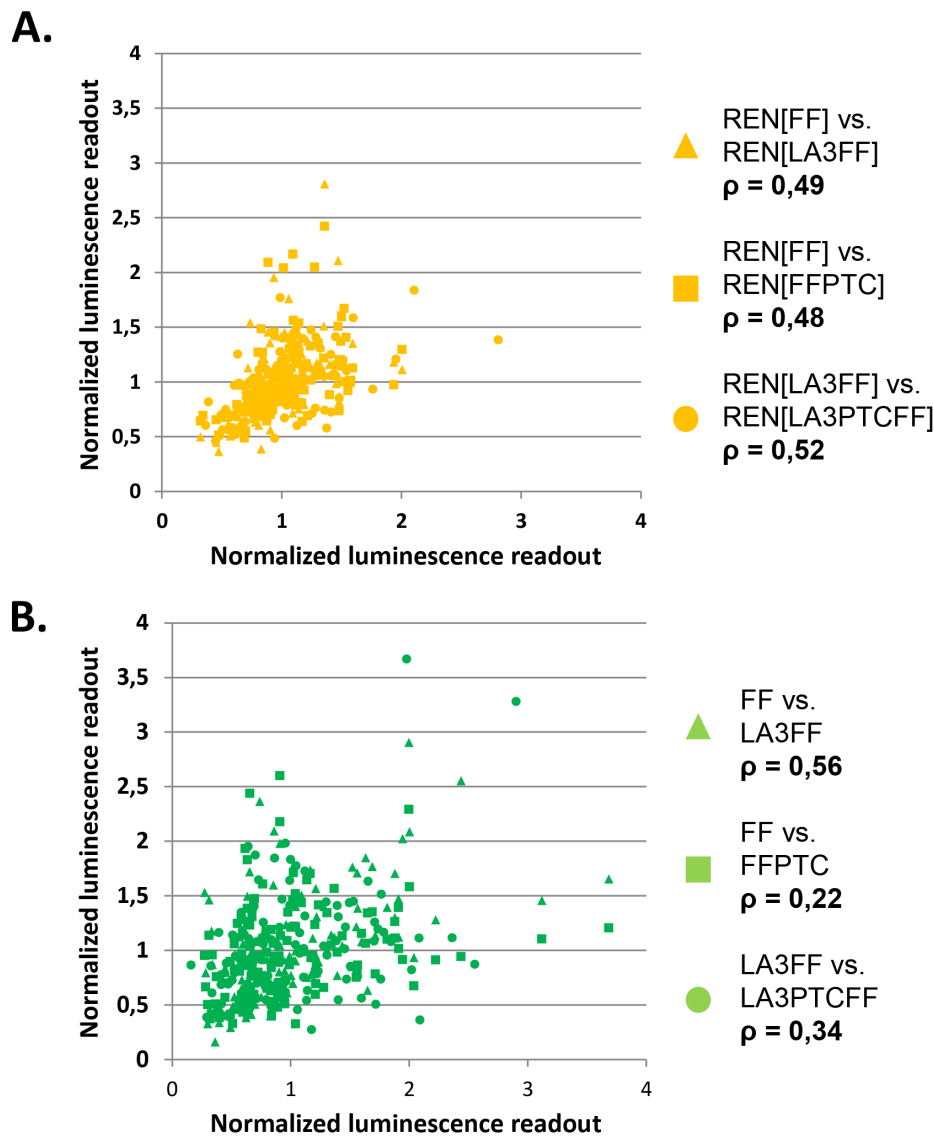 A.
Normalized luminescence readout
4
3,5
3
2,5
2
1,5
1
0,5
0
0 1 2 3 4
Normalized luminescence readout
REN[FF] vs.
REN[LA3FF]
ρ = 0,49
REN[FF] vs.
REN[FFPTC]
ρ = 0,48
REN[LA3FF] vs.
REN[LA3PTCFF]
ρ = 0,52
B.
Normalized luminescence readout
4
3,5
3
2,5
2
1,5
1
0,5
0
0 1 2 3 4
Normalized luminescence readout
FF vs.
LA3FF
ρ = 0,56
FF vs.
FFPTC
ρ = 0,22
LA3FF vs.
LA3PTCFF
ρ = 0,34